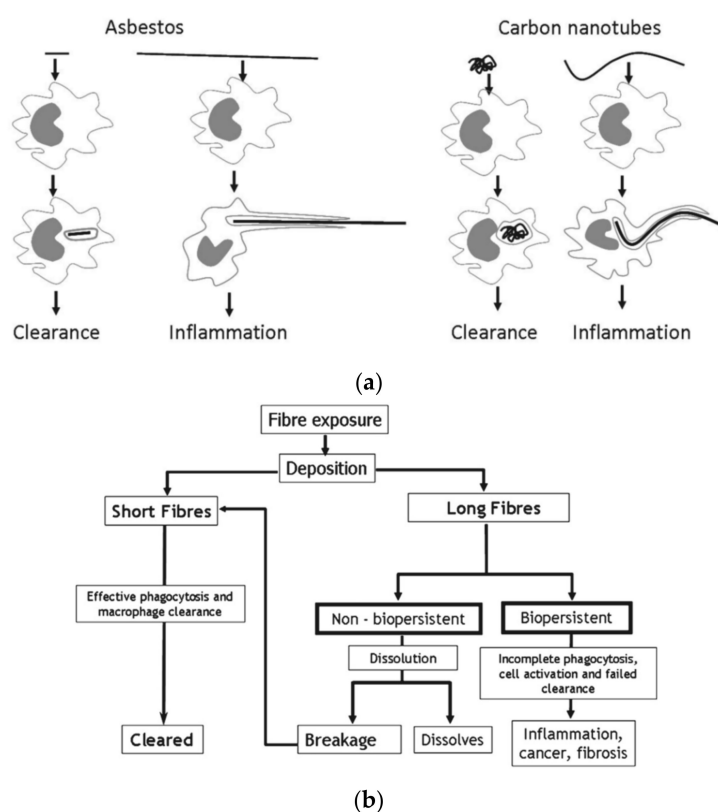 Asbestos
Carbon nanotubes
Clearance
Inflammation
Clearance
Inflammation
(a)
Fibre exposure
Deposition
Short Fibres
Long Fibres
Effective phagocytosis and
macrophage clearance
Non - biopersistent
Biopersistent
Dissolution
Incomplete phagocytosis,
cell activation and failed
clearance
Cleared
Breakage
Dissolves
Inflammation,
cancer, fibrosis
(b)